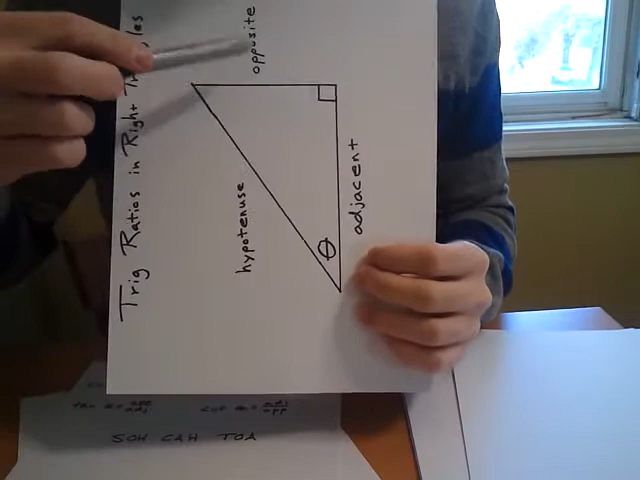 Trig Ratios in Right
opposite
hypotenuse
adjacent
θ
SOH CAH TOA